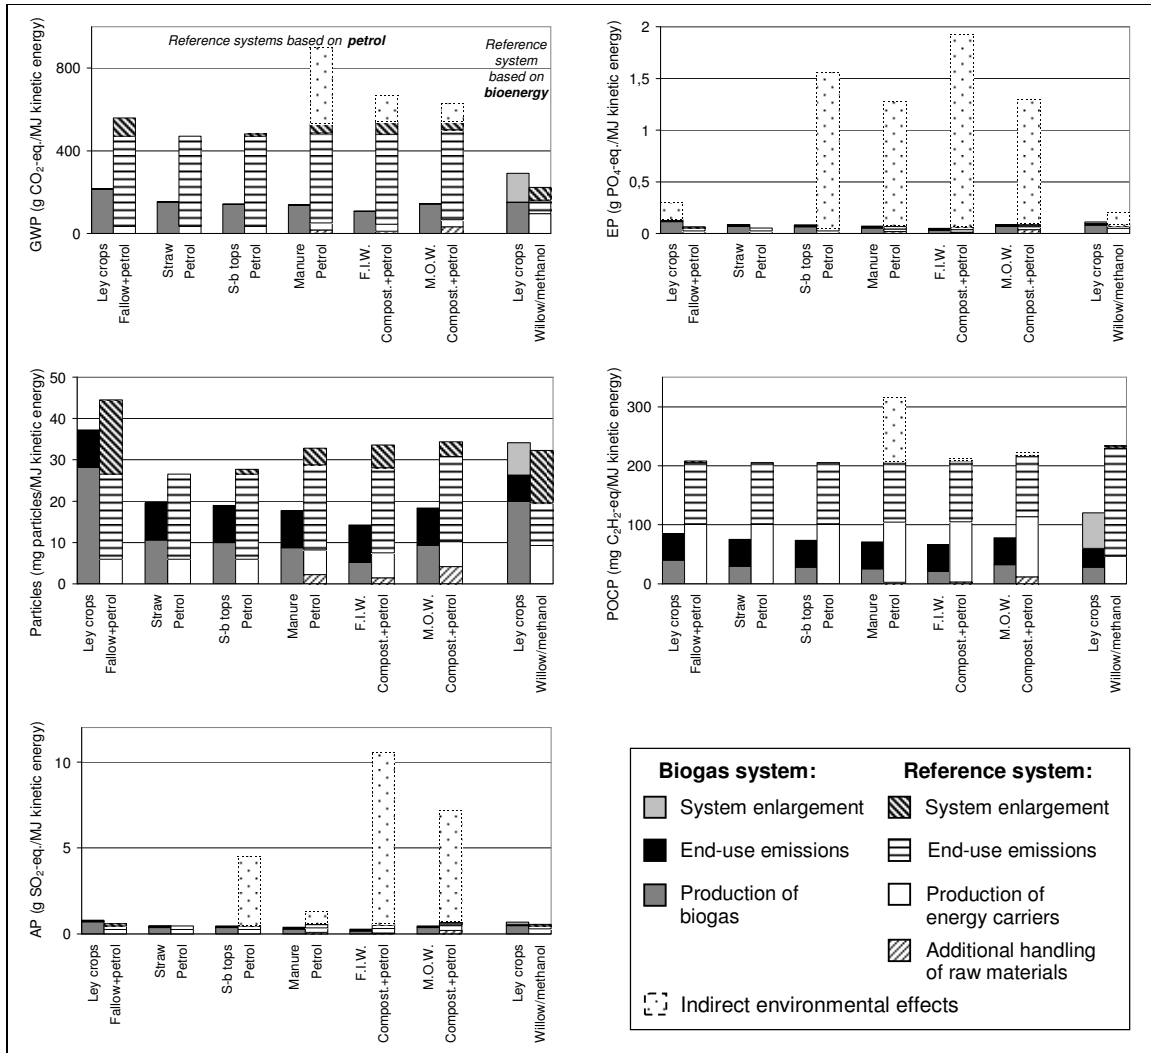 Reference systems based on petrol
Reference
system
based on
bioenergy
GWP (g CO₂-eq./MJ kinetic energy)
800
400
0
Ley crops
Fallow+petrol
Straw
Petrol
S-b tops
Petrol
Manure
Petrol
F.I.W.
Compost.+petrol
M.O.W.
Compost.+petrol
Ley crops
Willow/methanol
EP (g PO₄-eq./MJ kinetic energy)
2
1,5
1
0,5
0
Ley crops
Fallow+petrol
Straw
Petrol
S-b tops
Petrol
Manure
Petrol
F.I.W.
Compost.+petrol
M.O.W.
Compost.+petrol
Ley crops
Willow/methanol
Particles (mg particles/MJ kinetic energy)
50
40
30
20
10
0
Ley crops
Fallow+petrol
Straw
Petrol
S-b tops
Petrol
Manure
Petrol
F.I.W.
Compost.+petrol
M.O.W.
Compost.+petrol
Ley crops
Willow/methanol
POCP (mg C₂H₂-eq/MJ kinetic energy)
300
200
100
0
Ley crops
Fallow+petrol
Straw
Petrol
S-b tops
Petrol
Manure
Petrol
F.I.W.
Compost.+petrol
M.O.W.
Compost.+petrol
Ley crops
Willow/methanol
AP (g SO₂-eq./MJ kinetic energy)
10
5
0
Ley crops
Fallow+petrol
Straw
Petrol
S-b tops
Petrol
Manure
Petrol
F.I.W.
Compost.+petrol
M.O.W.
Compost.+petrol
Ley crops
Willow/methanol
Biogas system:
System enlargement
End-use emissions
Production of
biogas
Reference system:
System enlargement
End-use emissions
Production of
energy carriers
Additional handling
of raw materials
Indirect environmental effects